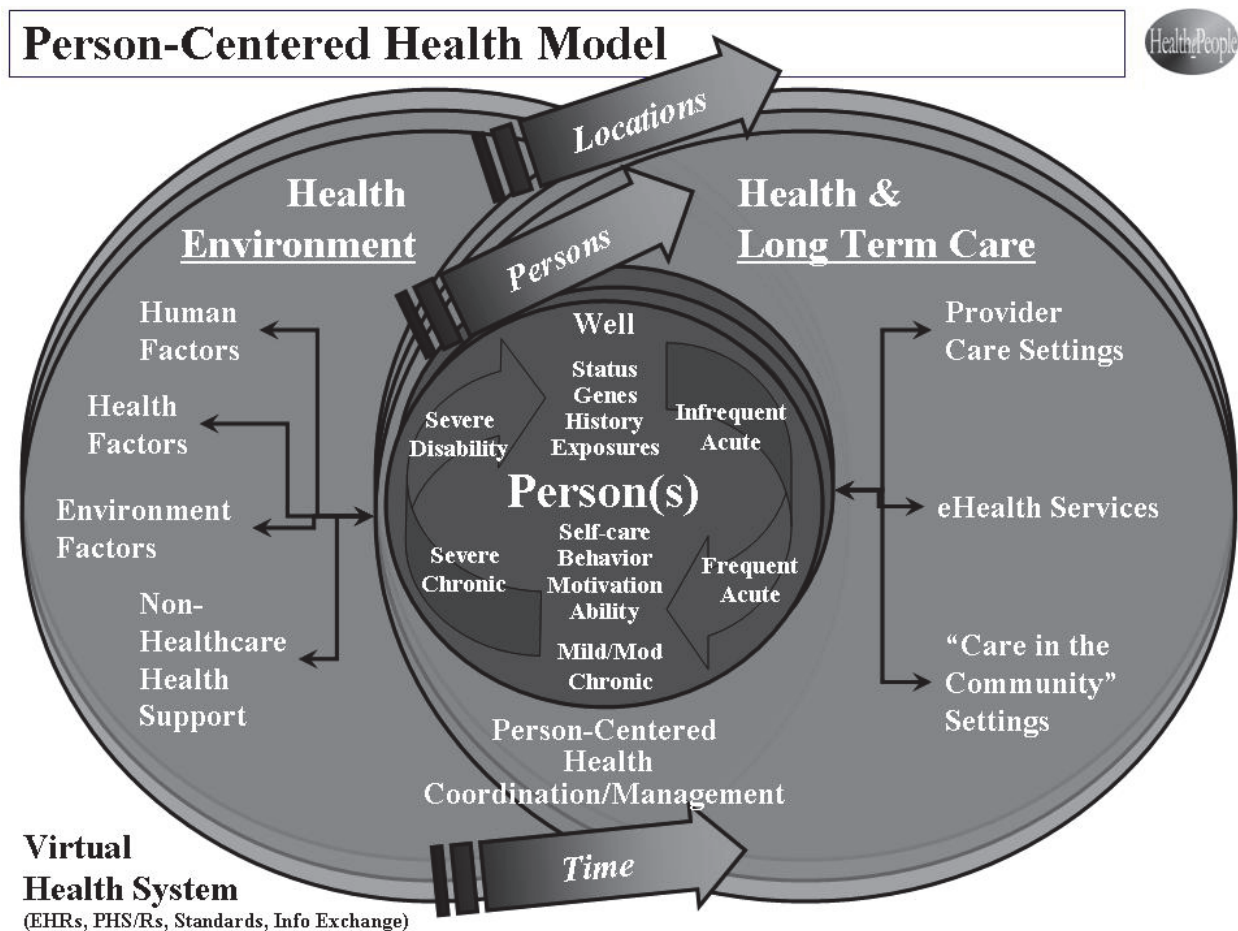 Person-Centered Health Model
HealthePeople
Locations
Persons
Health
Environment
Health &
Long Term Care
Human
Factors
Health
Factors
Environment
Factors
Non-
Healthcare
Health
Support
Well
Status
Genes
History
Exposures
Severe
Disability
Infrequent
Acute
Person(s)
Self-care
Behavior
Motivation
Ability
Severe
Chronic
Frequent
Acute
Mild/Mod
Chronic
Provider
Care Settings
eHealth Services
“Care in the
Community”
Settings
Person-Centered
Health
Coordination/Management
Time
Virtual
Health System
(EHRs, PHS/Rs, Standards, Info Exchange)